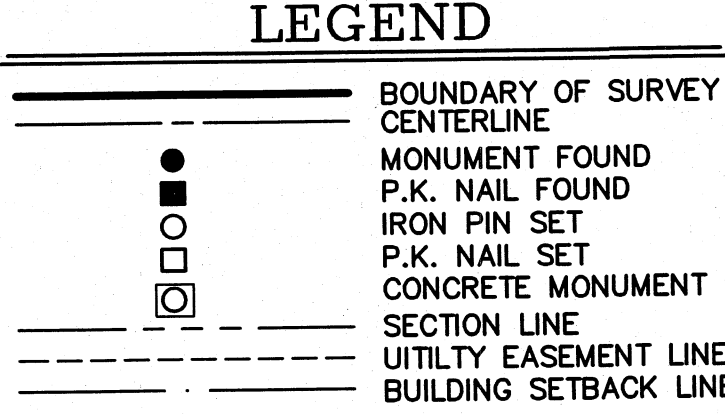 LEGEND
BOUNDARY OF SURVEY
CENTERLINE
MONUMENT FOUND
P.K. NAIL FOUND
IRON PIN SET
P.K. NAIL SET
CONCRETE MONUMENT
SECTION LINE
UITILTY EASEMENT LINE
BUILDING SETBACK LINE